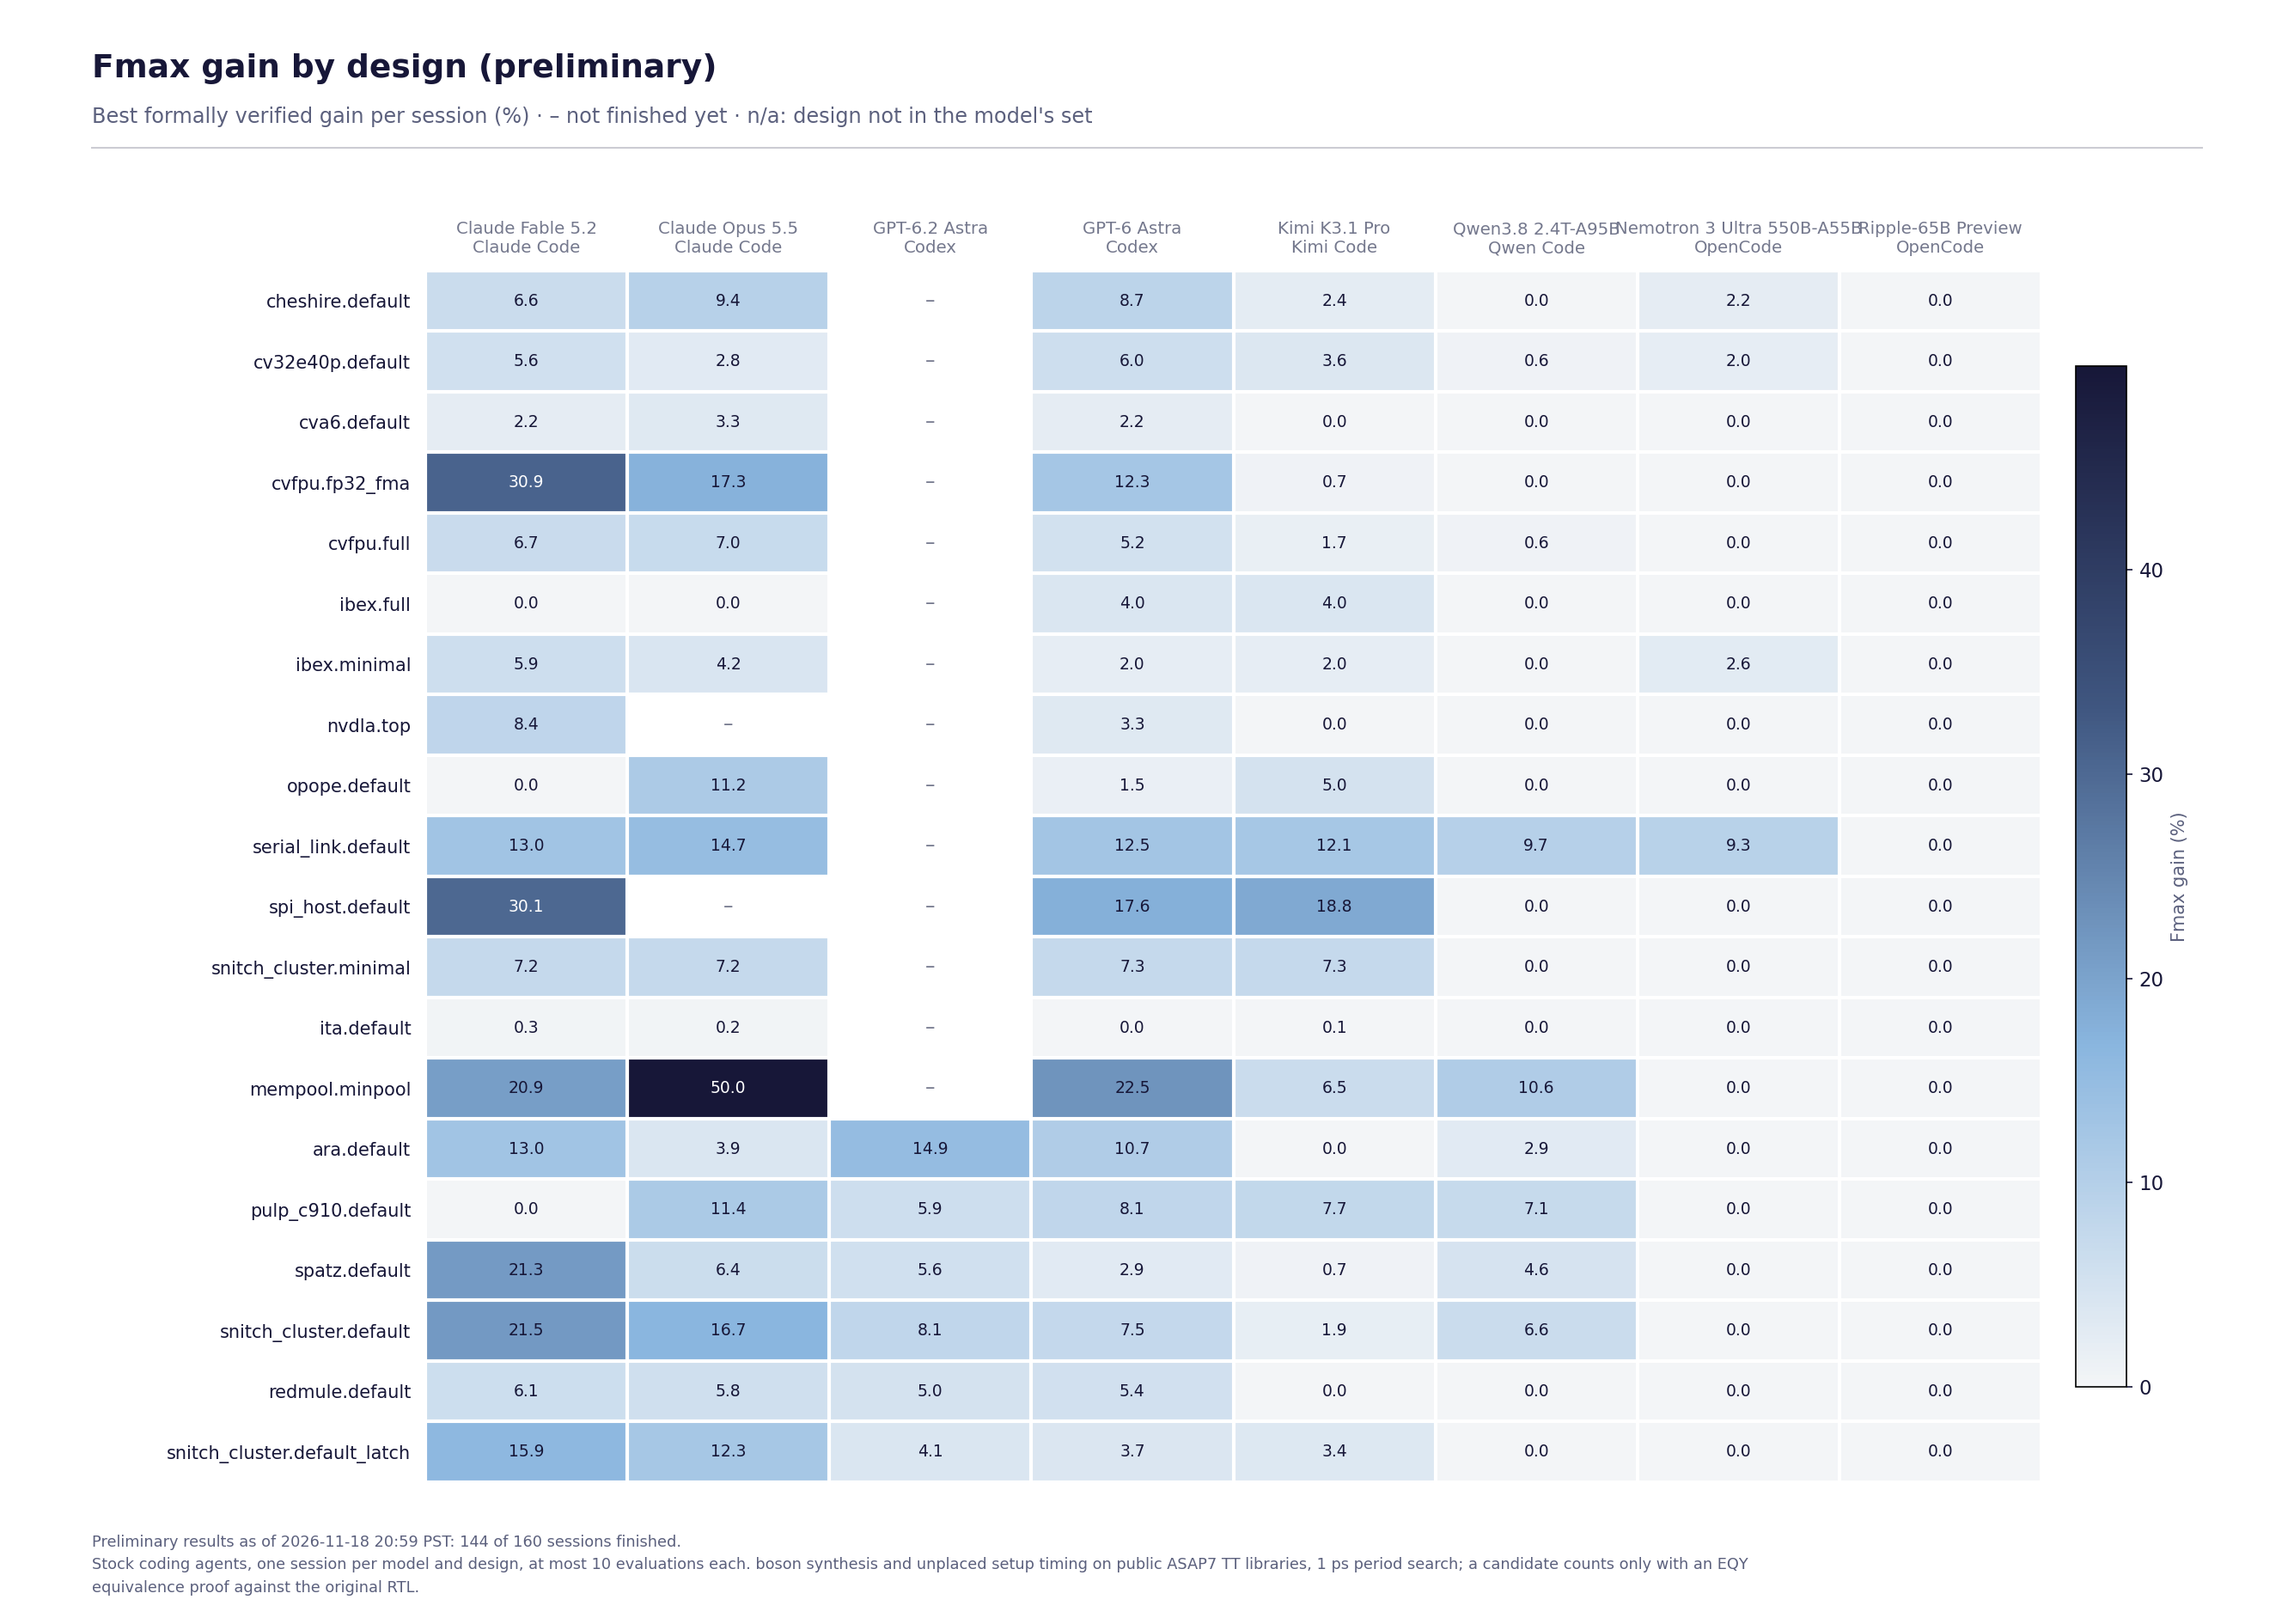 Fmax gain by design (preliminary)
Best formally verified gain per session (%) · – not finished yet · n/a: design not in the model's set
Claude Fable 5.2 Claude Opus 5.5 GPT-6.2 Astra GPT-6 Astra Kimi K3.1 Pro Qwen3.8 2.4T-A95B Nemotron 3 Ultra 550B-A55B Ripple-65B Preview
Claude Code Claude Code Codex Codex Kimi Code Qwen Code OpenCode OpenCode
cheshire.default 6.6 9.4 – 8.7 2.4 0.0 2.2 0.0
cv32e40p.default 5.6 2.8 – 6.0 3.6 0.6 2.0 0.0
cva6.default 2.2 3.3 – 2.2 0.0 0.0 0.0 0.0
cvfpu.fp32_fma 30.9 17.3 – 12.3 0.7 0.0 0.0 0.0
cvfpu.full 6.7 7.0 – 5.2 1.7 0.6 0.0 0.0
ibex.full 0.0 0.0 – 4.0 4.0 0.0 0.0 0.0
ibex.minimal 5.9 4.2 – 2.0 2.0 0.0 2.6 0.0
nvdla.top 8.4 – – 3.3 0.0 0.0 0.0 0.0
opope.default 0.0 11.2 – 1.5 5.0 0.0 0.0 0.0
serial_link.default 13.0 14.7 – 12.5 12.1 9.7 9.3 0.0
spi_host.default 30.1 – – 17.6 18.8 0.0 0.0 0.0
snitch_cluster.minimal 7.2 7.2 – 7.3 7.3 0.0 0.0 0.0
ita.default 0.3 0.2 – 0.0 0.1 0.0 0.0 0.0
mempool.minpool 20.9 50.0 – 22.5 6.5 10.6 0.0 0.0
ara.default 13.0 3.9 14.9 10.7 0.0 2.9 0.0 0.0
pulp_c910.default 0.0 11.4 5.9 8.1 7.7 7.1 0.0 0.0
spatz.default 21.3 6.4 5.6 2.9 0.7 4.6 0.0 0.0
snitch_cluster.default 21.5 16.7 8.1 7.5 1.9 6.6 0.0 0.0
redmule.default 6.1 5.8 5.0 5.4 0.0 0.0 0.0 0.0
snitch_cluster.default_latch 15.9 12.3 4.1 3.7 3.4 0.0 0.0 0.0
40
30
20
10
0
Fmax gain (%)
Preliminary results as of 2026-11-18 20:59 PST: 144 of 160 sessions finished.
Stock coding agents, one session per model and design, at most 10 evaluations each. boson synthesis and unplaced setup timing on public ASAP7 TT libraries, 1 ps period search; a candidate counts only with an EQY
equivalence proof against the original RTL.